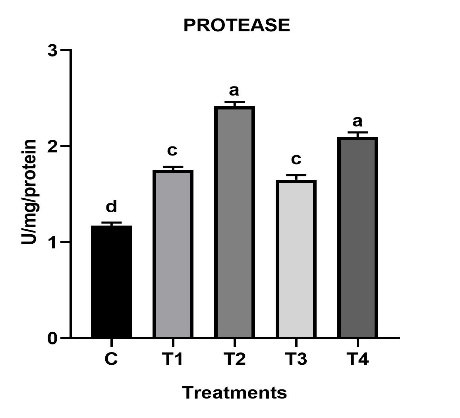 PROTEASE
3
2
1
0
U/mg/protein
d
c
a
c
a
C T1 T2 T3 T4
Treatments